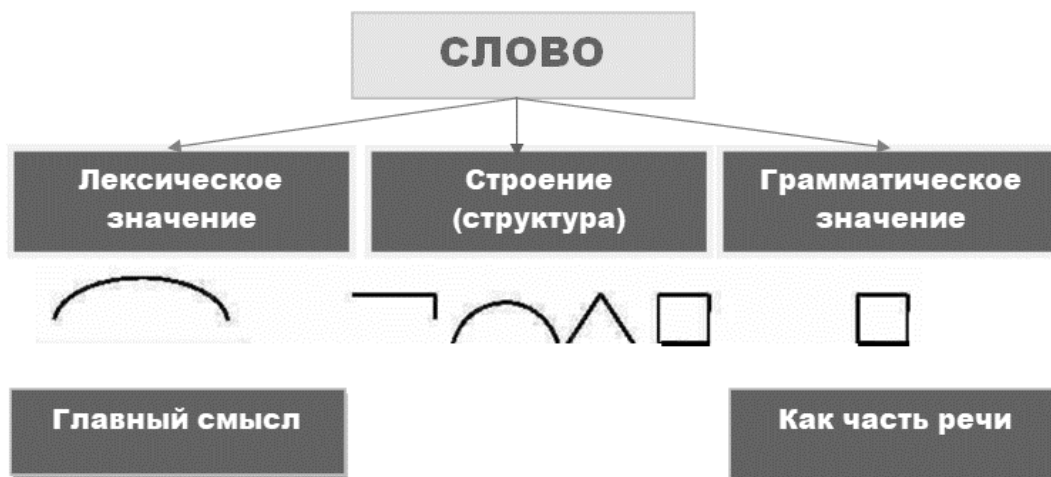 СЛОВО
Лексическое
значение
Строение
(структура)
Грамматическое
значение
Главный смысл
Как часть речи